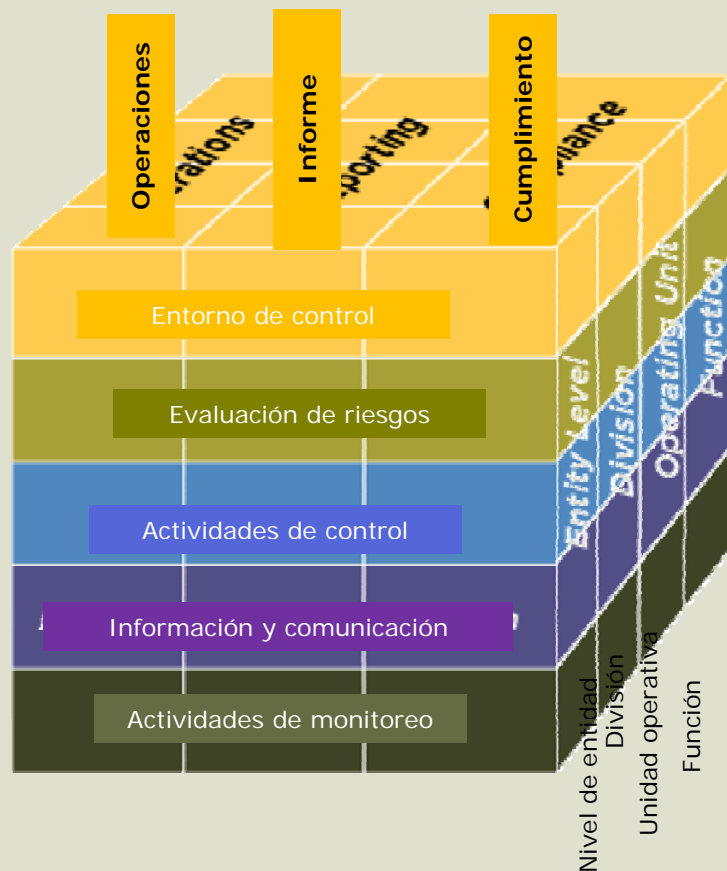 Operaciones
Informe
Cumplimiento
Entorno de control
Evaluación de riesgos
Actividades de control
Información y comunicación
Actividades de monitoreo
Entity Level
División
Operating Unit
Function
Nivel de entidad
División
Unidad operativa
Función